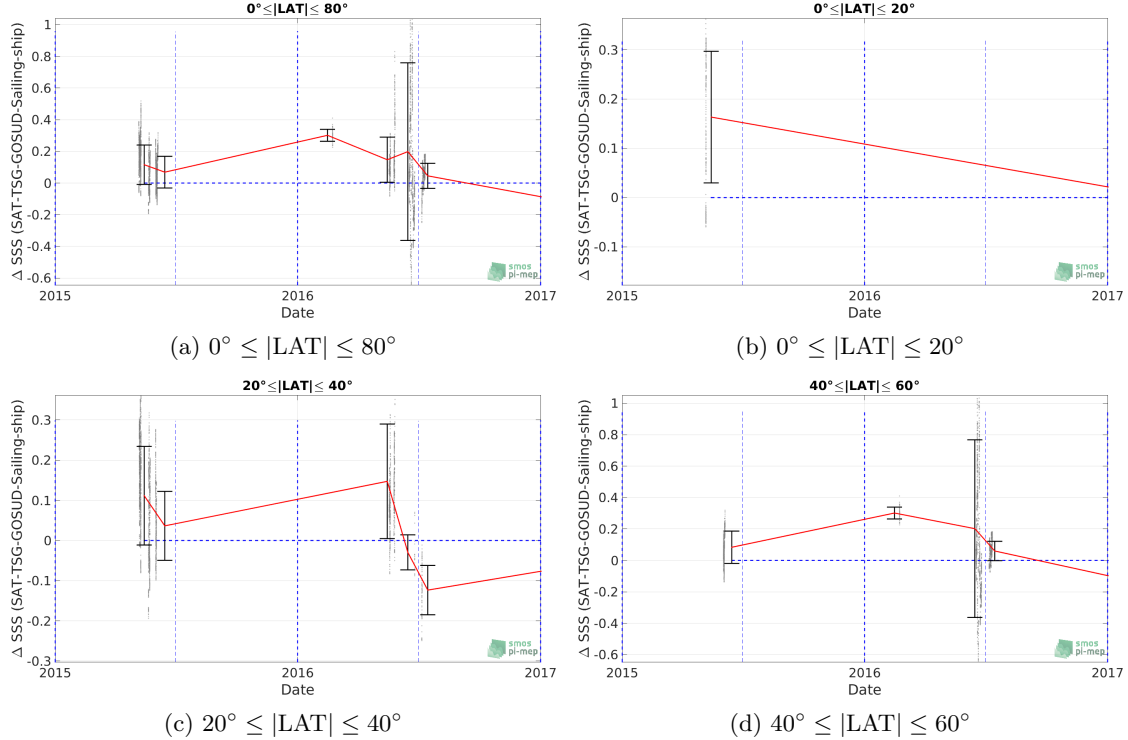 0°≤|LAT|≤ 80°
Δ SSS (SAT-TSG-GOSUD-Sailing-ship)
1
0.8
0.6
0.4
0.2
0
-0.2
-0.4
-0.6
2015
2016
2017
Date
smos
pi-mep
(a) 0° ≤ |LAT| ≤ 80°
0°≤|LAT|≤ 20°
Δ SSS (SAT-TSG-GOSUD-Sailing-ship)
0.3
0.2
0.1
0
-0.1
2015
2016
2017
Date
smos
pi-mep
(b) 0° ≤ |LAT| ≤ 20°
20°≤|LAT|≤ 40°
Δ SSS (SAT-TSG-GOSUD-Sailing-ship)
0.3
0.2
0.1
0
-0.1
-0.2
-0.3
2015
2016
2017
Date
smos
pi-mep
(c) 20° ≤ |LAT| ≤ 40°
40°≤|LAT|≤ 60°
Δ SSS (SAT-TSG-GOSUD-Sailing-ship)
1
0.8
0.6
0.4
0.2
0
-0.2
-0.4
-0.6
2015
2016
2017
Date
smos
pi-mep
(d) 40° ≤ |LAT| ≤ 60°